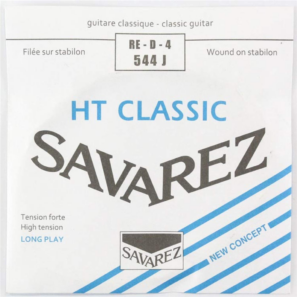 guitare classique - classic guitar
Filée sur stabilon
RE - D - 4
544 J
Wound on stabilon
HT CLASSIC
SAVAREZ
Tension forte
High tension
LONG PLAY
SAVAREZ
NEW CONCEPT